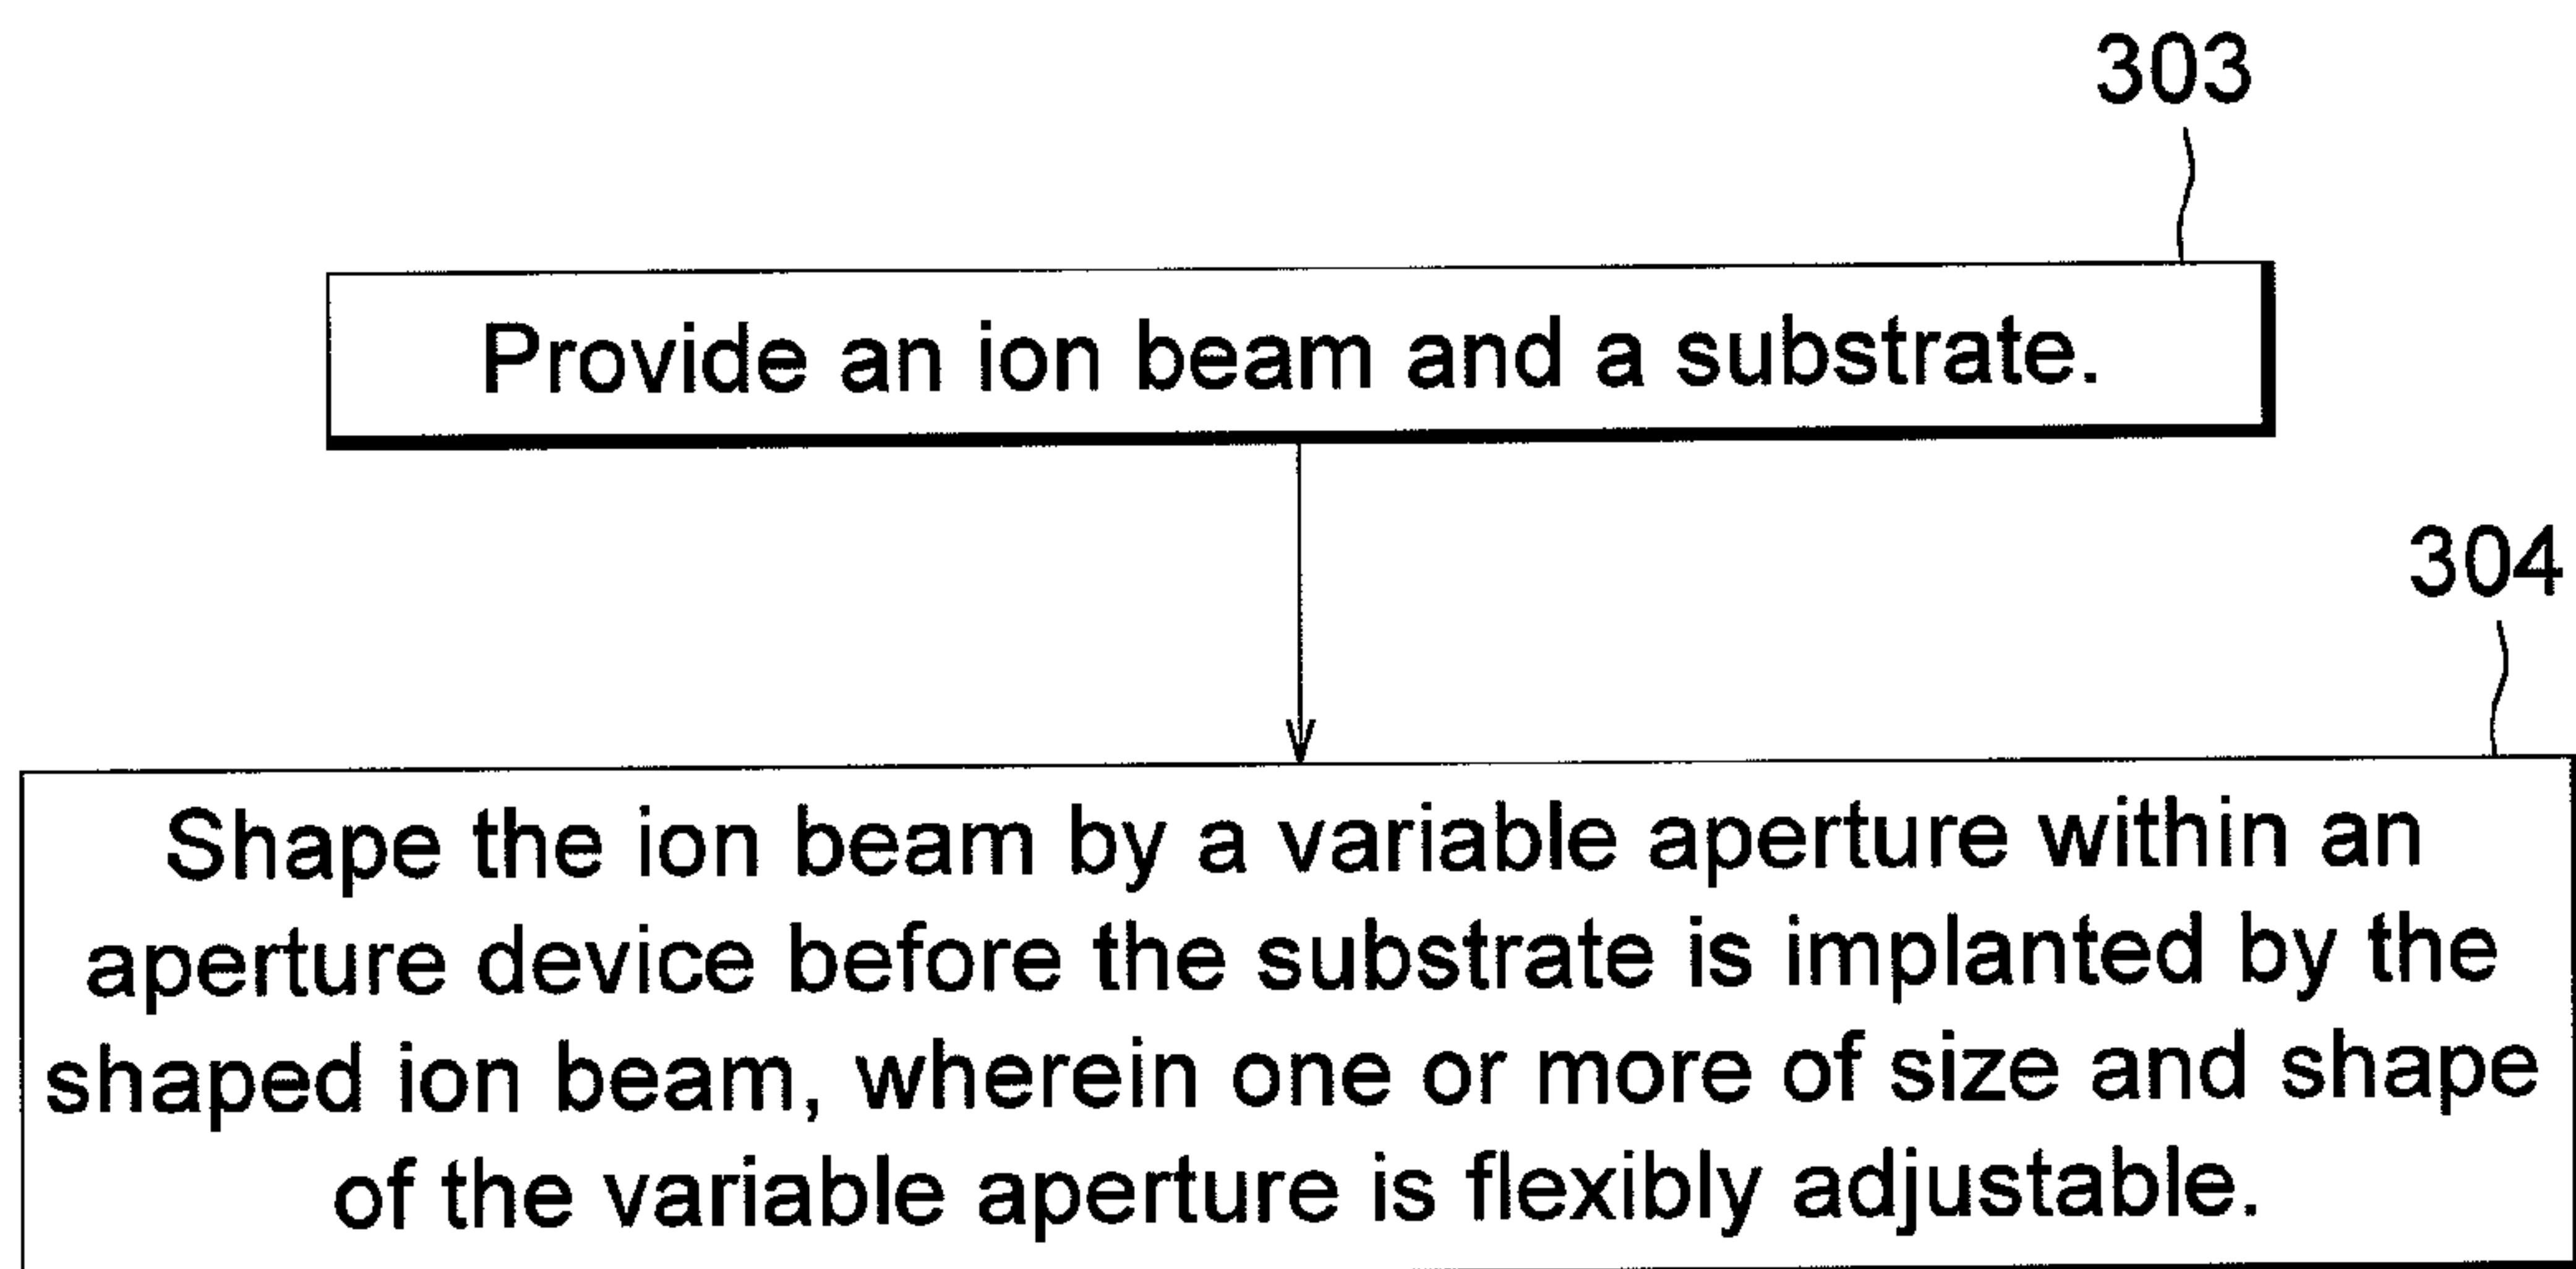 303
Provide an ion beam and a substrate.
304
Shape the ion beam by a variable aperture within an
aperture device before the substrate is implanted by the
shaped ion beam, wherein one or more of size and shape
of the variable aperture is flexibly adjustable.